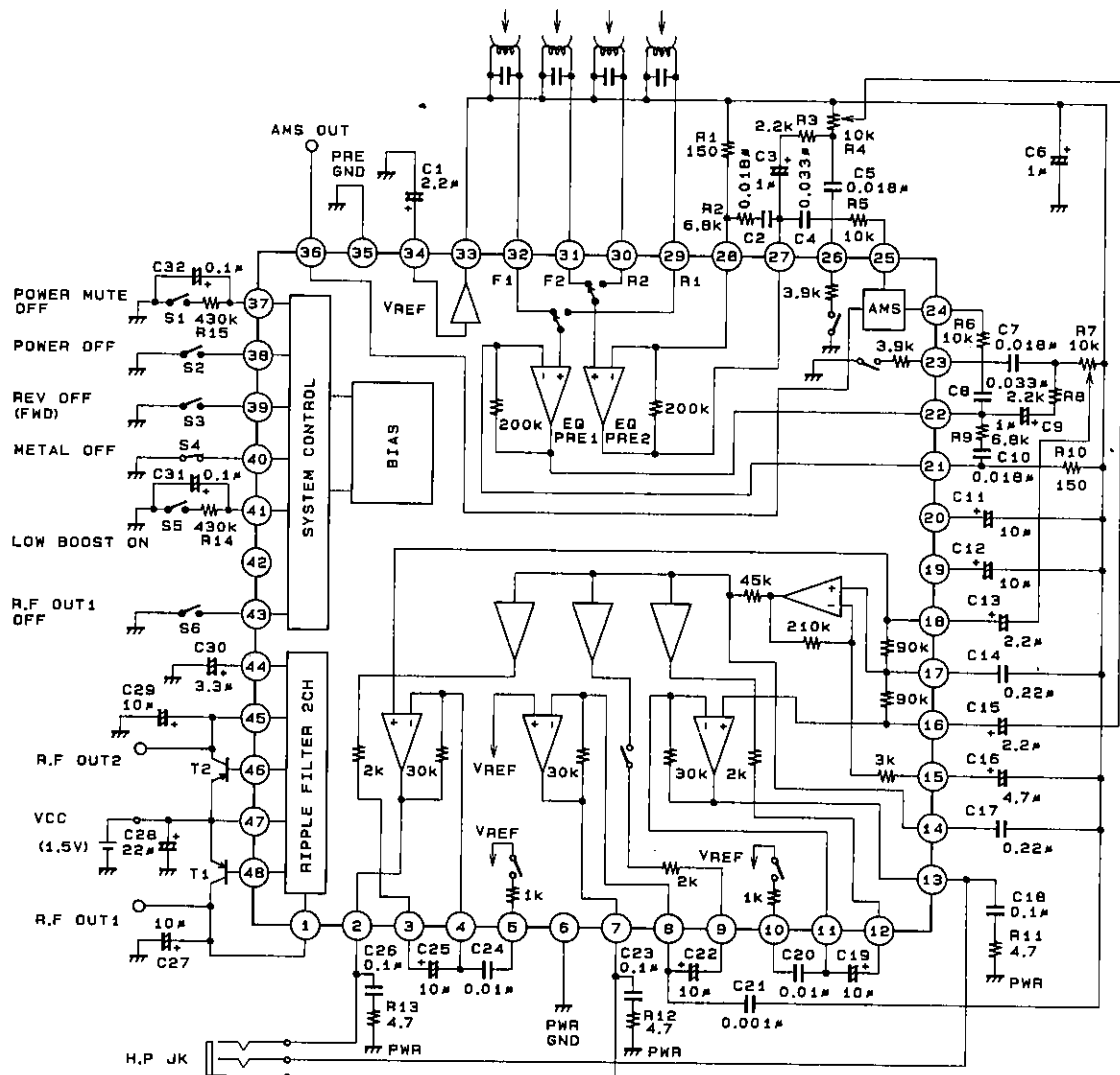 AMS OUT
PRE
GND
C1
2.2μ
R1
150
0.018μ
2.2k
R3
C3
1μ
0.033μ
10k
R4
C5
0.018μ
R5
10k
C6
1μ
R2
6.8k
C2
C4
36
35
34
33
32
31
30
29
28
27
26
25
F1
F2
R2
R1
VREF
3.9k
AMS
C32
0.1μ
POWER MUTE
OFF
S1
430k
R15
37
POWER OFF
S2
38
REV OFF
(FWD)
S3
39
METAL OFF
S4
40
C31
0.1μ
S5
430k
R14
41
LOW BOOST ON
42
R.F OUT1
OFF
S6
43
SYSTEM CONTROL
BIAS
200k
EQ
PRE1
EQ
PRE2
200k
24
R6
10k
C7
0.018μ
R7
10k
3.9k
23
C8
0.033μ
2.2k
R8
22
1μ
C9
R9
6.8k
C10
0.018μ
R10
150
21
20
C11
10μ
19
C12
10μ
18
C13
2.2μ
90k
17
C14
0.22μ
90k
16
C15
2.2μ
3k
15
C16
4.7μ
14
C17
0.22μ
13
C18
0.1μ
R11
4.7
PWR
45k
210k
C30
3.3μ
44
C29
10μ
45
R.F OUT2
T2
46
VCC
(1.5V)
C28
22μ
47
T1
48
R.F OUT1
10μ
C27
RIPPLE FILTER 2CH
2k
30k
VREF
30k
30k
2k
VREF
1k
2k
VREF
1k
1
2
3
4
5
6
7
8
9
10
11
12
C26
0.1μ
C25
10μ
C24
0.01μ
C23
0.1μ
C22
10μ
C21
0.001μ
C20
0.01μ
C19
10μ
R13
4.7
PWR
PWR
GND
R12
4.7
PWR
H.P JK